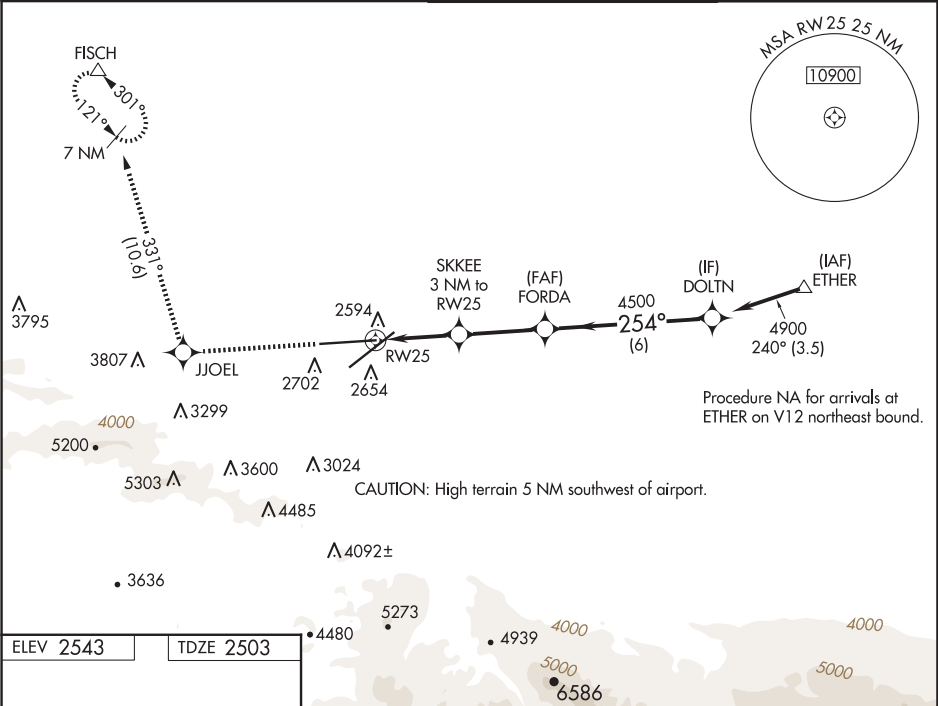 MSA RW 25 25 NM
10900
FISCH
301°
121°
7 NM
331°
(10.6)
SKKEE
3 NM to
RW25
(FAF)
FORDA
4500
254°
(6)
(IF)
DOLTN
(IAF)
ETHER
4900
240° (3.5)
3795
3807
JJOEL
2594
RW25
2702
2654
Procedure NA for arrivals at
ETHER on V12 northeast bound.
3299
4000
5200
5303
3600
3024
CAUTION: High terrain 5 NM southwest of airport.
4485
4092±
3636
5273
4480
4939
4000
4000
5000
5000
6586
ELEV 2543
TDZE 2503